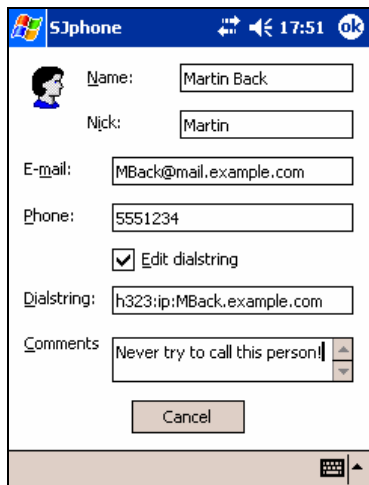 SJphone 17:51 ok
Name: Martin Back
Nick: Martin
E-mail: MBack@mail.example.com
Phone: 5551234
Edit dialstring
Dialstring: h323:ip:MBack.example.com
Comments Never try to call this person!
Cancel